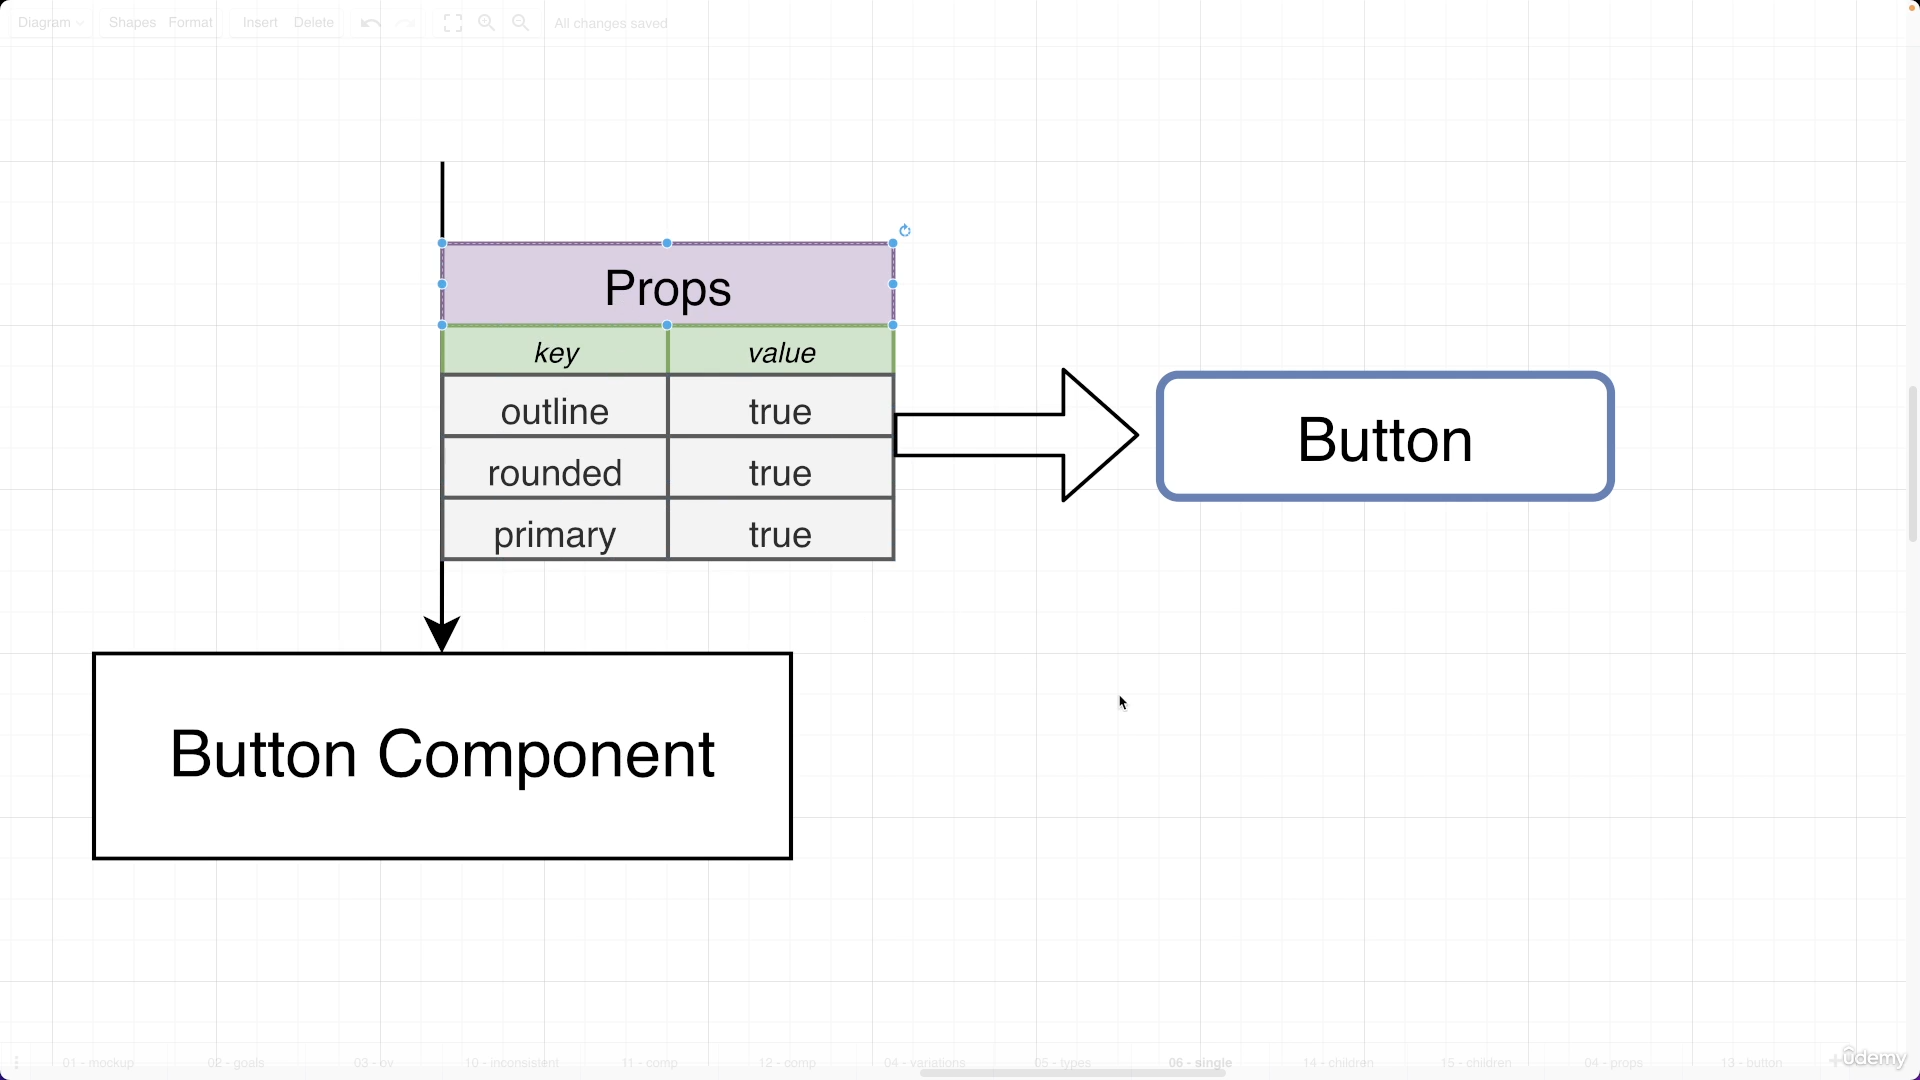 Diagram Shapes Format Insert Delete All changes saved
Props
key value
outline true
rounded true
primary true
Button
Button Component
01 - mockup 02 - goals 03 - ov 10 - inconsistent 11 - comp 12 - comp 04 - variations 05 - types 06 - single 14 - children 15 - children 04 - props 13 - button
ûdemy